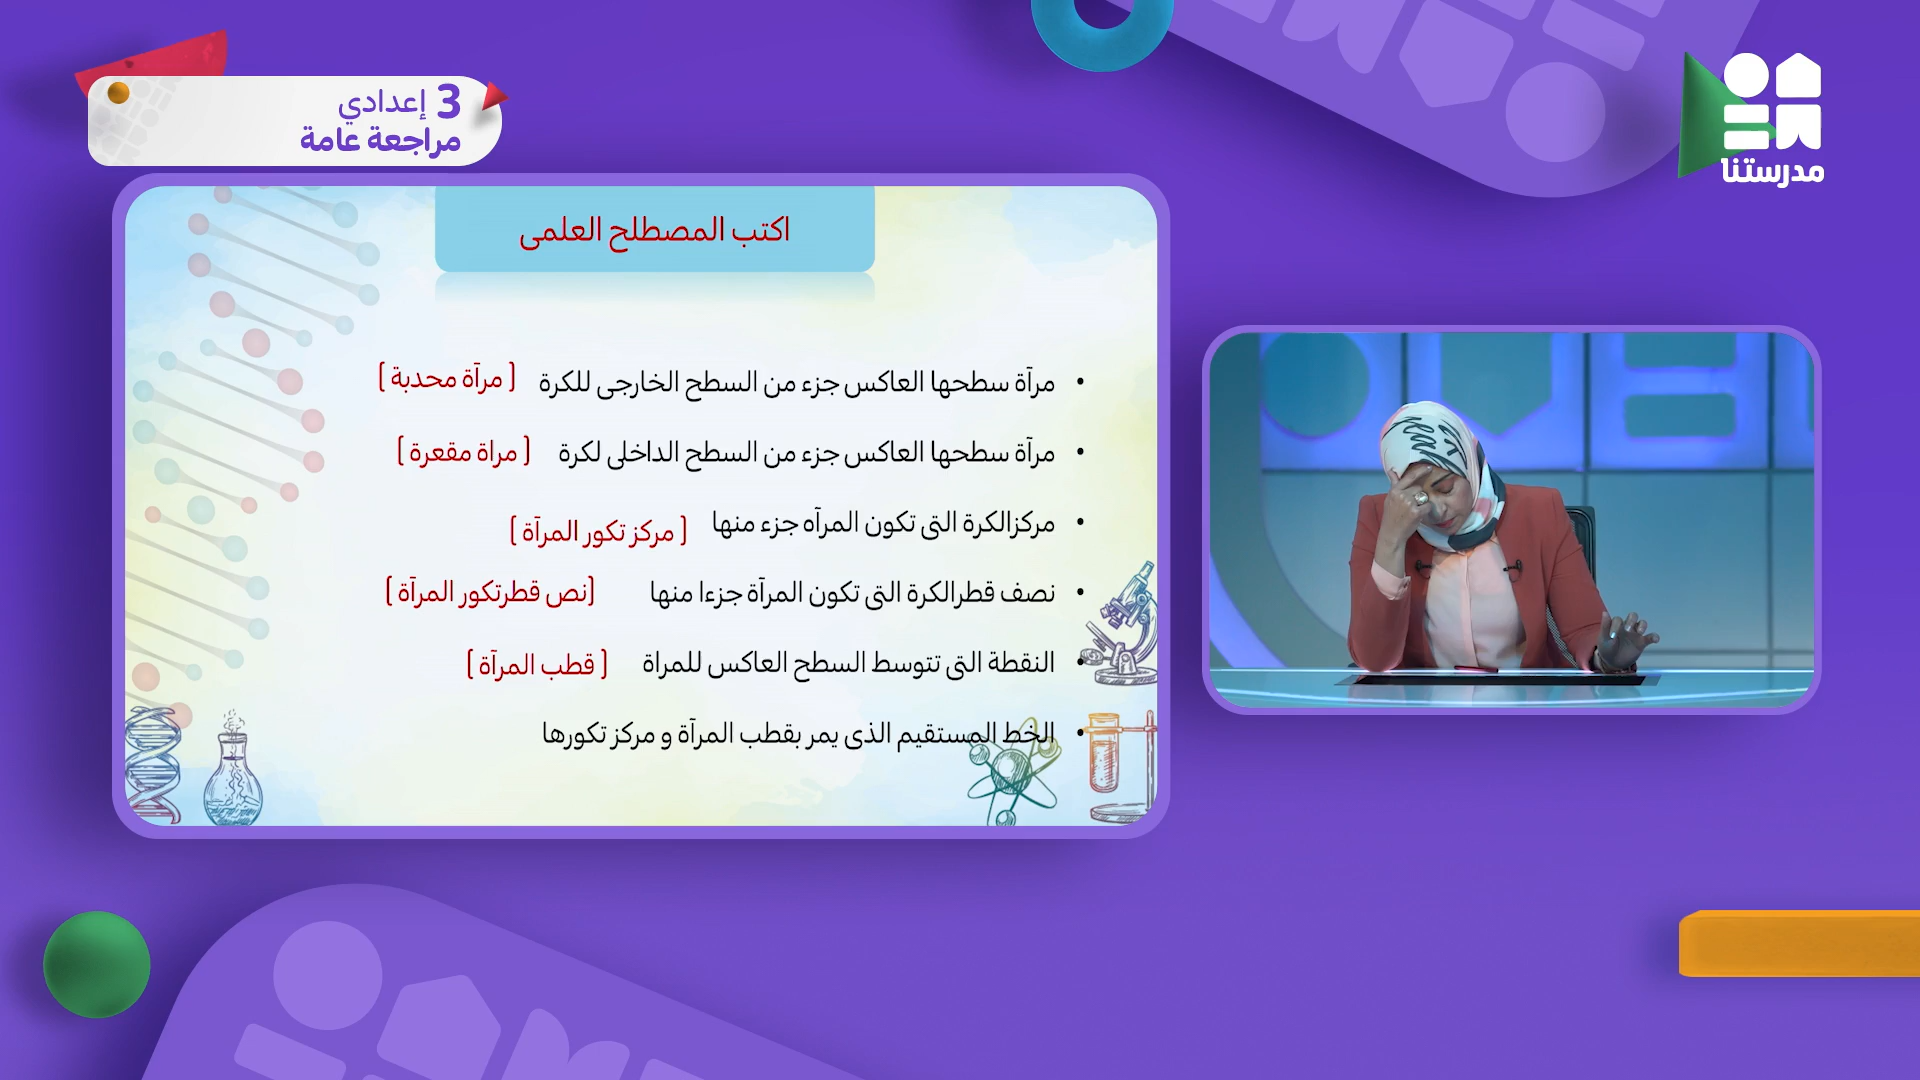 3 إعدادي
مراجعة عامة
مدرستنا
اكتب المصطلح العلمى
• مرآة سطحها العاكس جزء من السطح الخارجى للكرة ( مرآة محدبة )
• مرآة سطحها العاكس جزء من السطح الداخلى لكرة ( مراة مقعرة )
• مركزالكرة التى تكون المرآه جزء منها ( مركز تكور المرآة )
• نصف قطرالكرة التى تكون المرآة جزءا منها (نص قطرتكور المرآة )
• النقطة التى تتوسط السطح العاكس للمراة ( قطب المرآة )
• الخط المستقيم الذى يمر بقطب المرآة و مركز تكورها